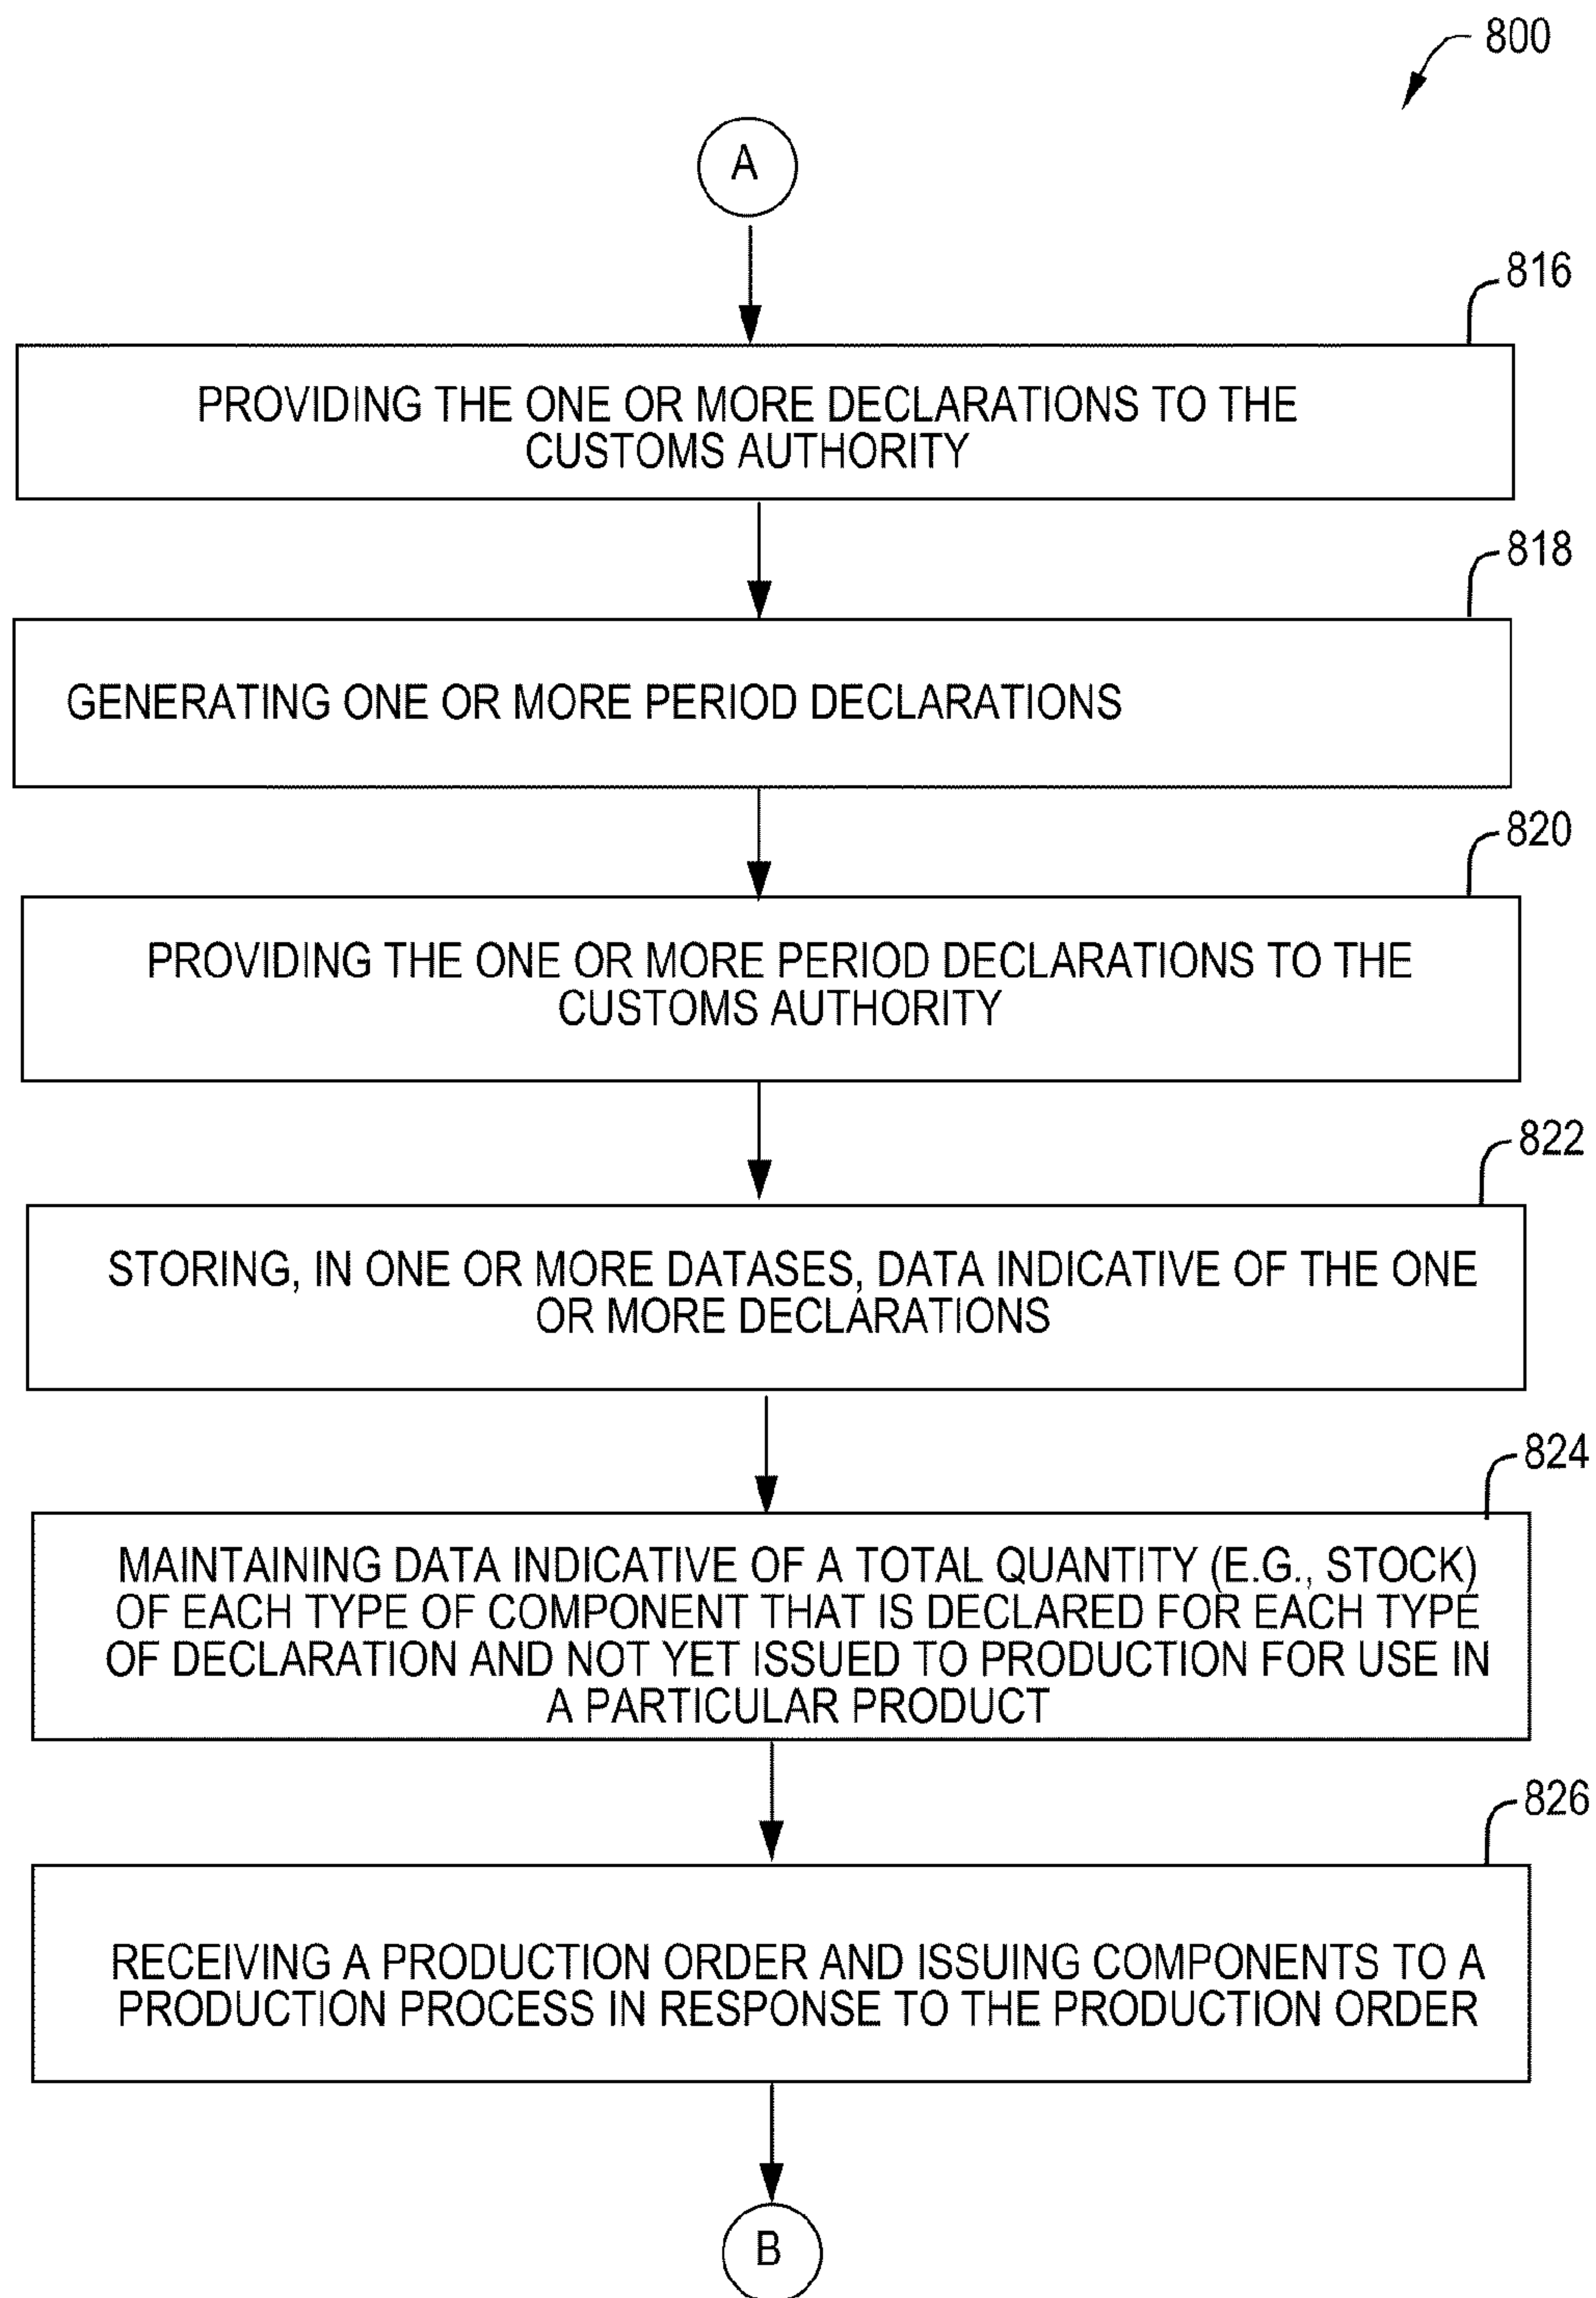 800
A
816
PROVIDING THE ONE OR MORE DECLARATIONS TO THE
CUSTOMS AUTHORITY
818
GENERATING ONE OR MORE PERIOD DECLARATIONS
820
PROVIDING THE ONE OR MORE PERIOD DECLARATIONS TO THE
CUSTOMS AUTHORITY
822
STORING, IN ONE OR MORE DATASES, DATA INDICATIVE OF THE ONE
OR MORE DECLARATIONS
824
MAINTAINING DATA INDICATIVE OF A TOTAL QUANTITY (E.G., STOCK)
OF EACH TYPE OF COMPONENT THAT IS DECLARED FOR EACH TYPE
OF DECLARATION AND NOT YET ISSUED TO PRODUCTION FOR USE IN
A PARTICULAR PRODUCT
826
RECEIVING A PRODUCTION ORDER AND ISSUING COMPONENTS TO A
PRODUCTION PROCESS IN RESPONSE TO THE PRODUCTION ORDER
B